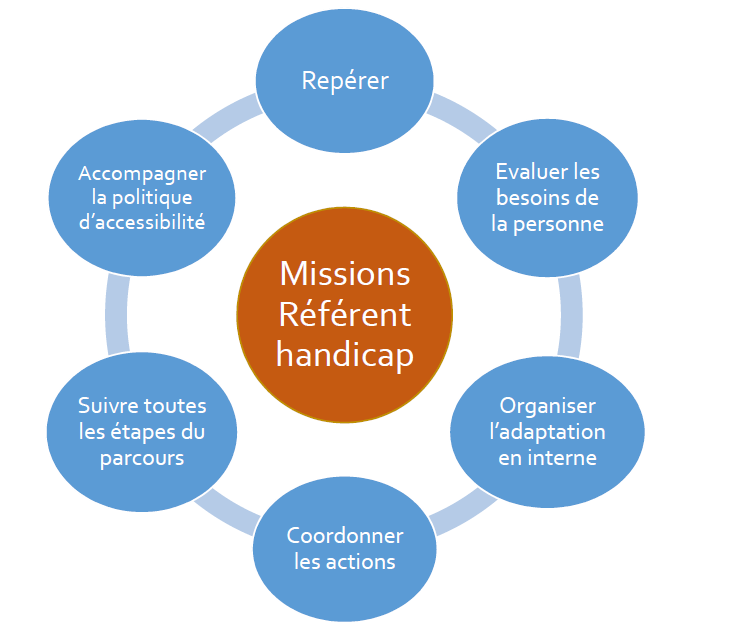 Repérer
Evaluer les
besoins de
la personne
Organiser
l'adaptation
en interne
Coordonner
les actions
Suivre toutes
les étapes du
parcours
Accompagner
la politique
d'accessibilité
Missions
Référent
handicap